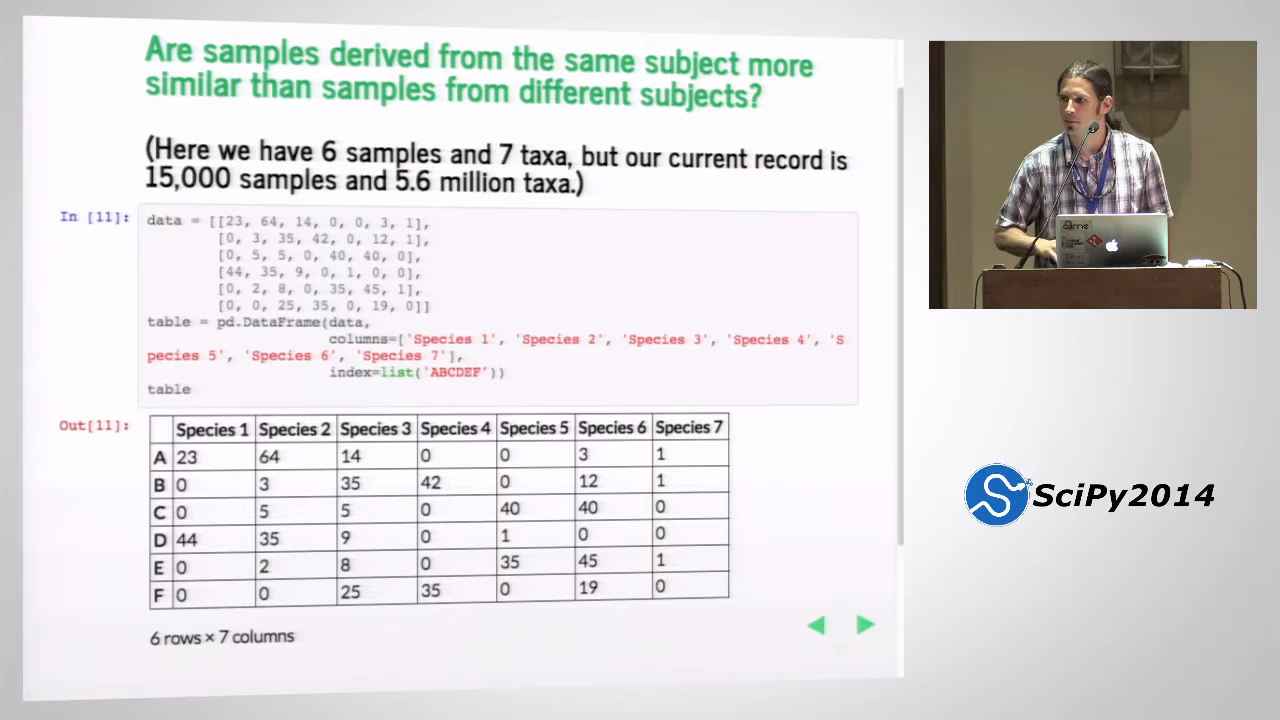 Are samples derived from the same subject more
similar than samples from different subjects?
(Here we have 6 samples and 7 taxa, but our current record is
15,000 samples and 5.6 million taxa.)
In [11]:
data = [[23, 64, 14, 0, 0, 3, 1],
[0, 3, 35, 42, 0, 12, 1],
[0, 5, 5, 0, 40, 40, 0],
[44, 35, 9, 0, 1, 0, 0],
[0, 2, 8, 0, 35, 45, 1],
[0, 0, 25, 35, 0, 19, 0]]
table = pd.DataFrame(data,
columns=['Species 1', 'Species 2', 'Species 3', 'Species 4', 'S
pecies 5', 'Species 6', 'Species 7'],
index=list('ABCDEF'))
table
Out[11]:
Species 1 Species 2 Species 3 Species 4 Species 5 Species 6 Species 7
A 23 64 14 0 0 3 1
B 0 3 35 42 0 12 1
C 0 5 5 0 40 40 0
D 44 35 9 0 1 0 0
E 0 2 8 0 35 45 1
F 0 0 25 35 0 19 0
6 rows × 7 columns
SciPy2014